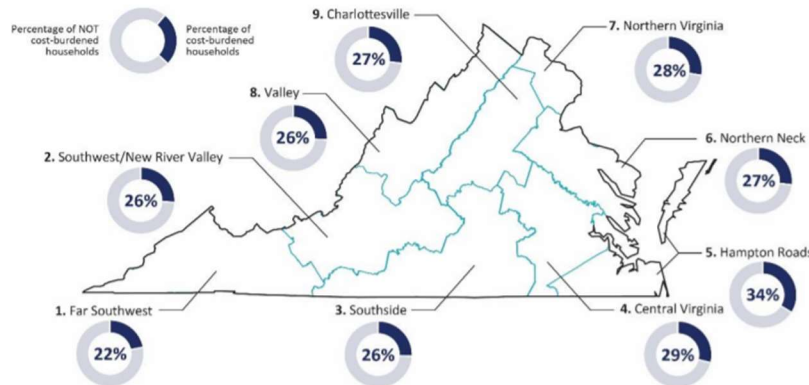 Percentage of NOT
cost-burdened
households
Percentage of
cost-burdened
households
9. Charlottesville
27%
7. Northern Virginia
28%
8. Valley
26%
2. Southwest/New River Valley
26%
6. Northern Neck
27%
5. Hampton Roads
34%
1. Far Southwest
22%
3. Southside
26%
4. Central Virginia
29%